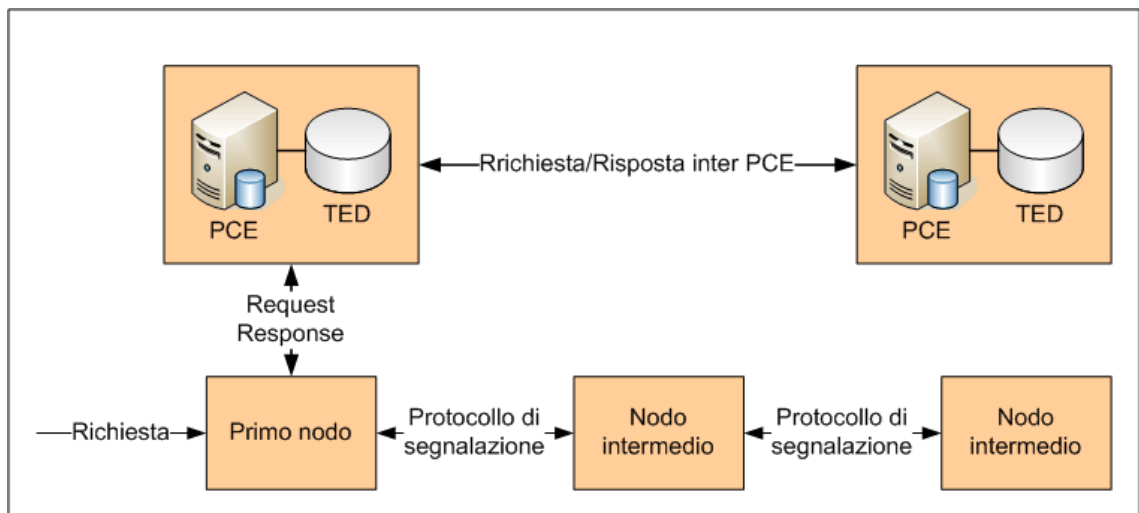 PCE
TED
Rrichiesta/Risposta inter PCE
PCE
TED
Request
Response
Richiesta
Primo nodo
Protocollo di
segnalazione
Nodo
intermedio
Protocollo di
segnalazione
Nodo
intermedio